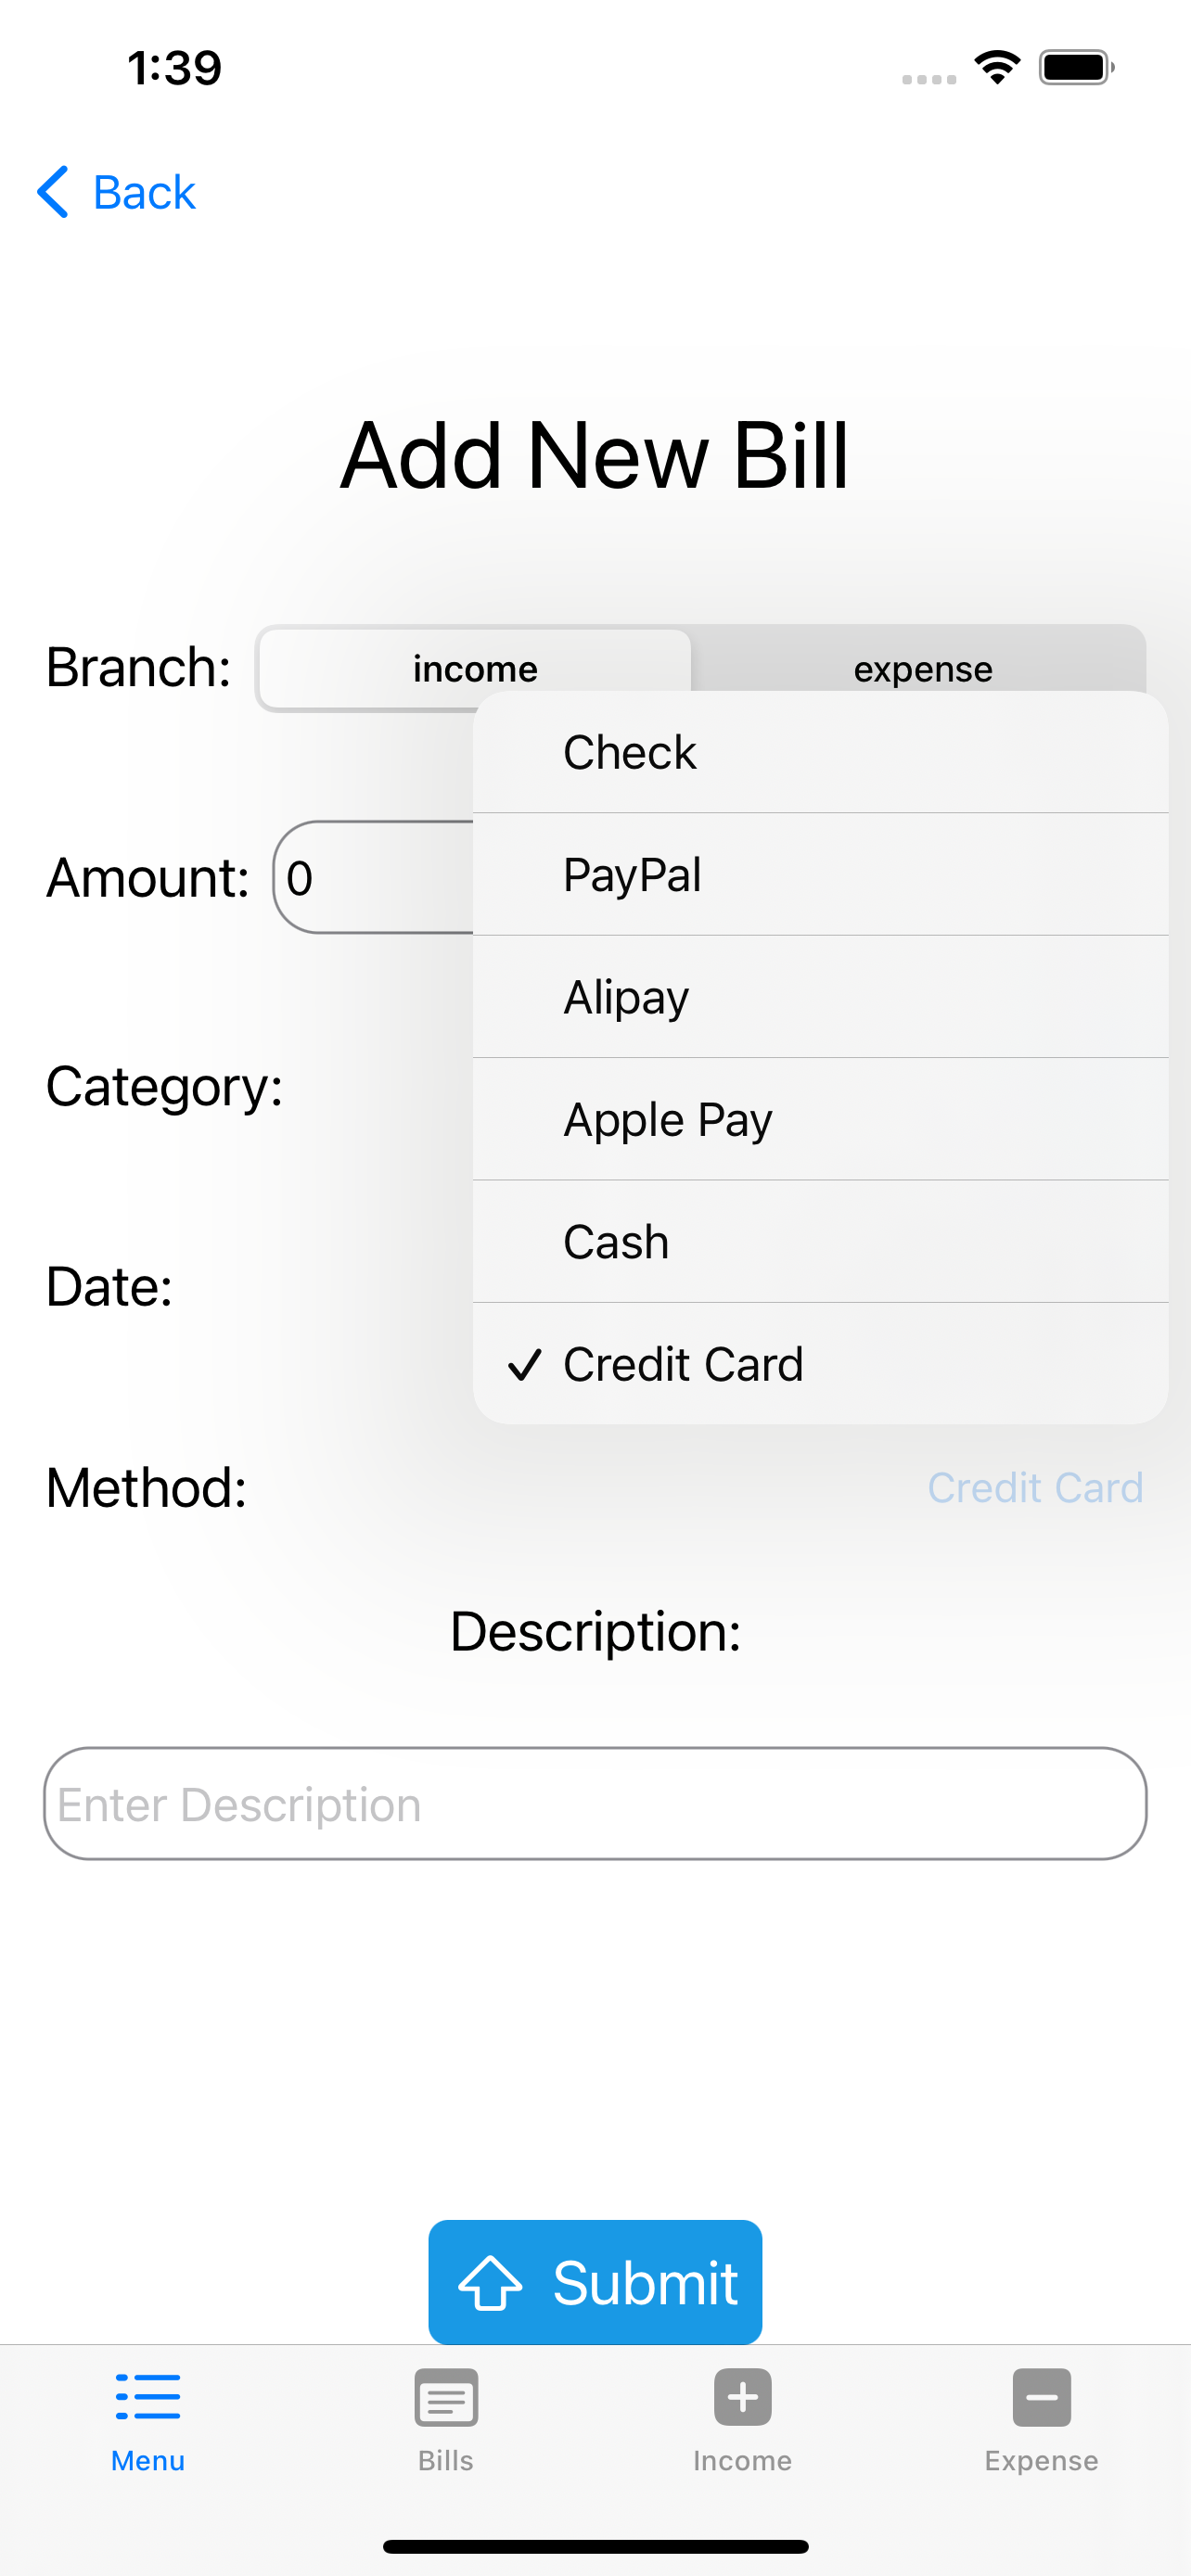 1:39
Back
Add New Bill
Branch: income expense
Check
Amount: 0
PayPal
Alipay
Category:
Apple Pay
Cash
Date:
✓ Credit Card
Method: Credit Card
Description:
Enter Description
Submit
Menu Bills Income Expense